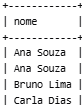 +-------------+
| nome
+-------------+
| Ana Souza
| Ana Souza
| Bruno Lima
| Carla Dias